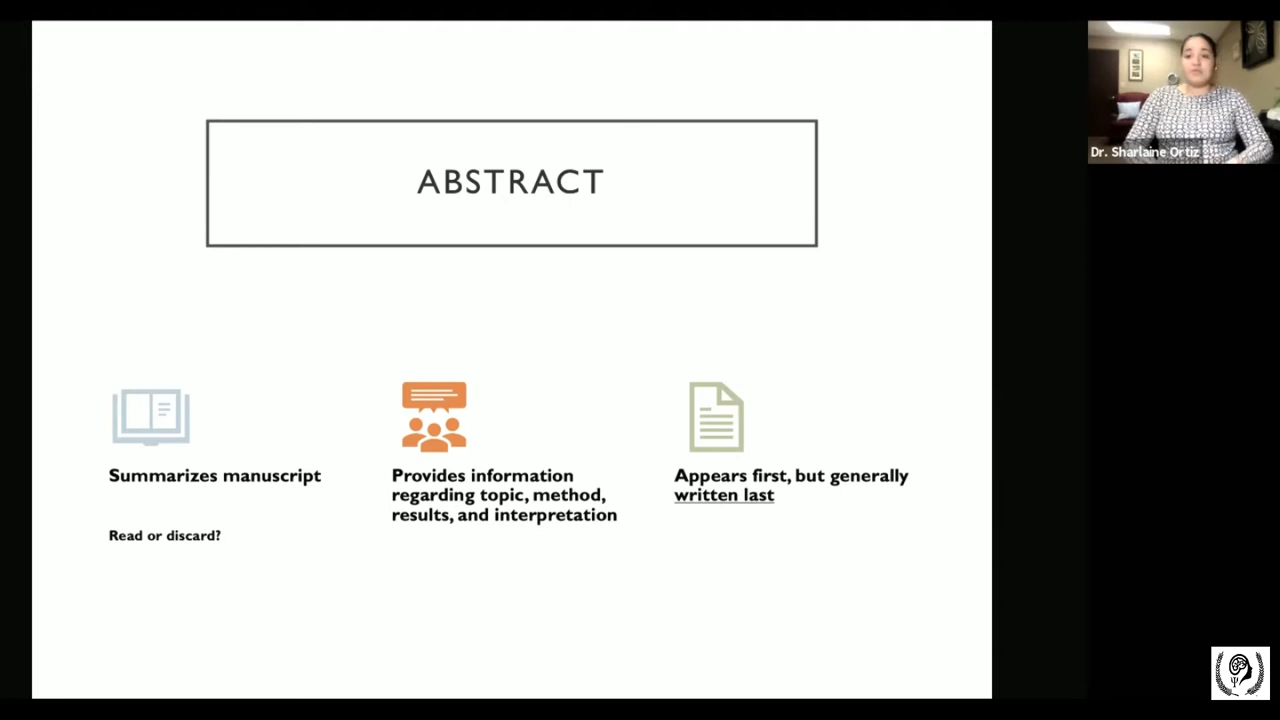 ABSTRACT
Summarizes manuscript
Read or discard?
Provides information
regarding topic, method,
results, and interpretation
Appears first, but generally
written last
Dr. Sharlaine Ortiz
Ψ